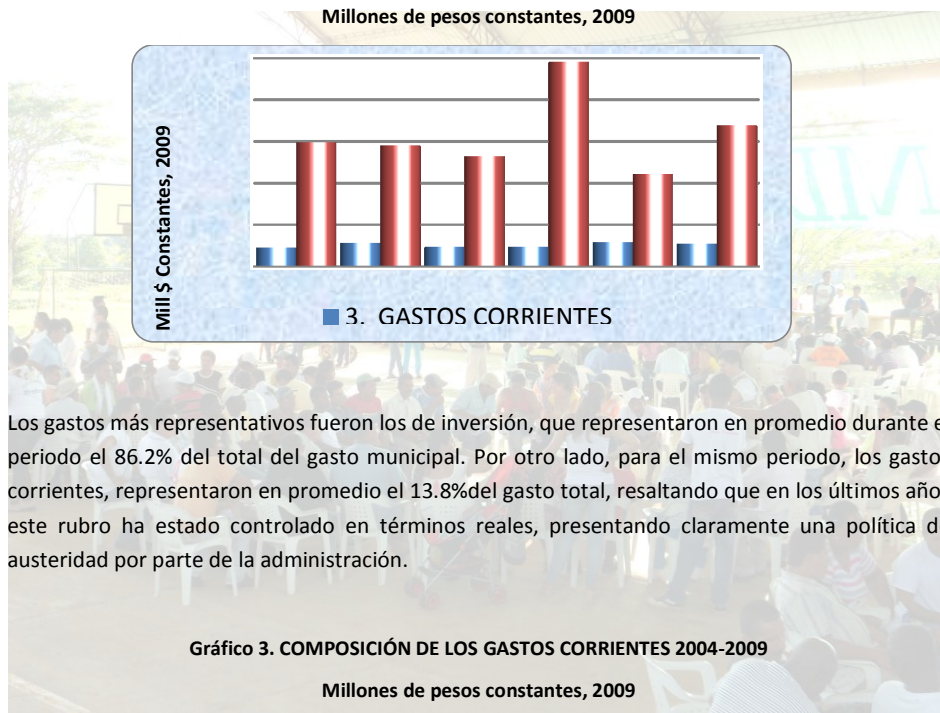 Millones de pesos constantes, 2009
Mill $ Constantes, 2009
3. GASTOS CORRIENTES
Los gastos más representativos fueron los de inversión, que representaron en promedio durante e
periodo el 86.2% del total del gasto municipal. Por otro lado, para el mismo periodo, los gasto
corrientes, representaron en promedio el 13.8%del gasto total, resaltando que en los últimos año
este rubro ha estado controlado en términos reales, presentando claramente una política d
austeridad por parte de la administración.
Gráfico 3. COMPOSICIÓN DE LOS GASTOS CORRIENTES 2004-2009
Millones de pesos constantes, 2009